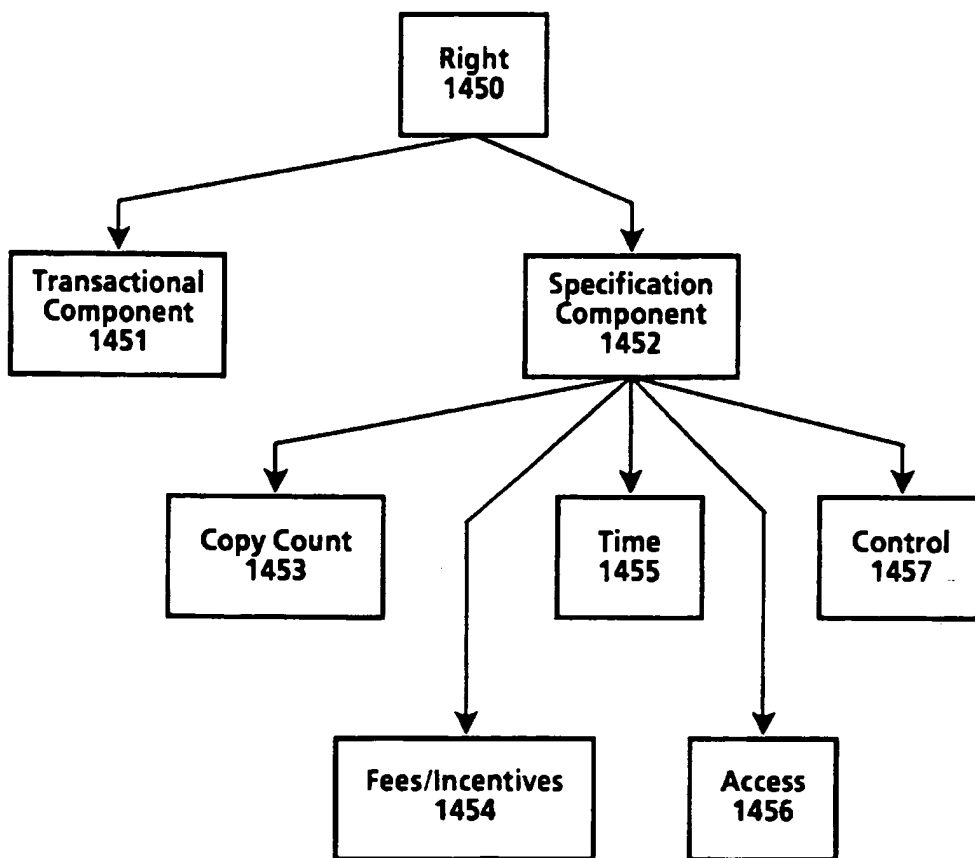 Right
1450
Transactional
Component
1451
Specification
Component
1452
Copy Count
1453
Time
1455
Control
1457
Fees/Incentives
1454
Access
1456